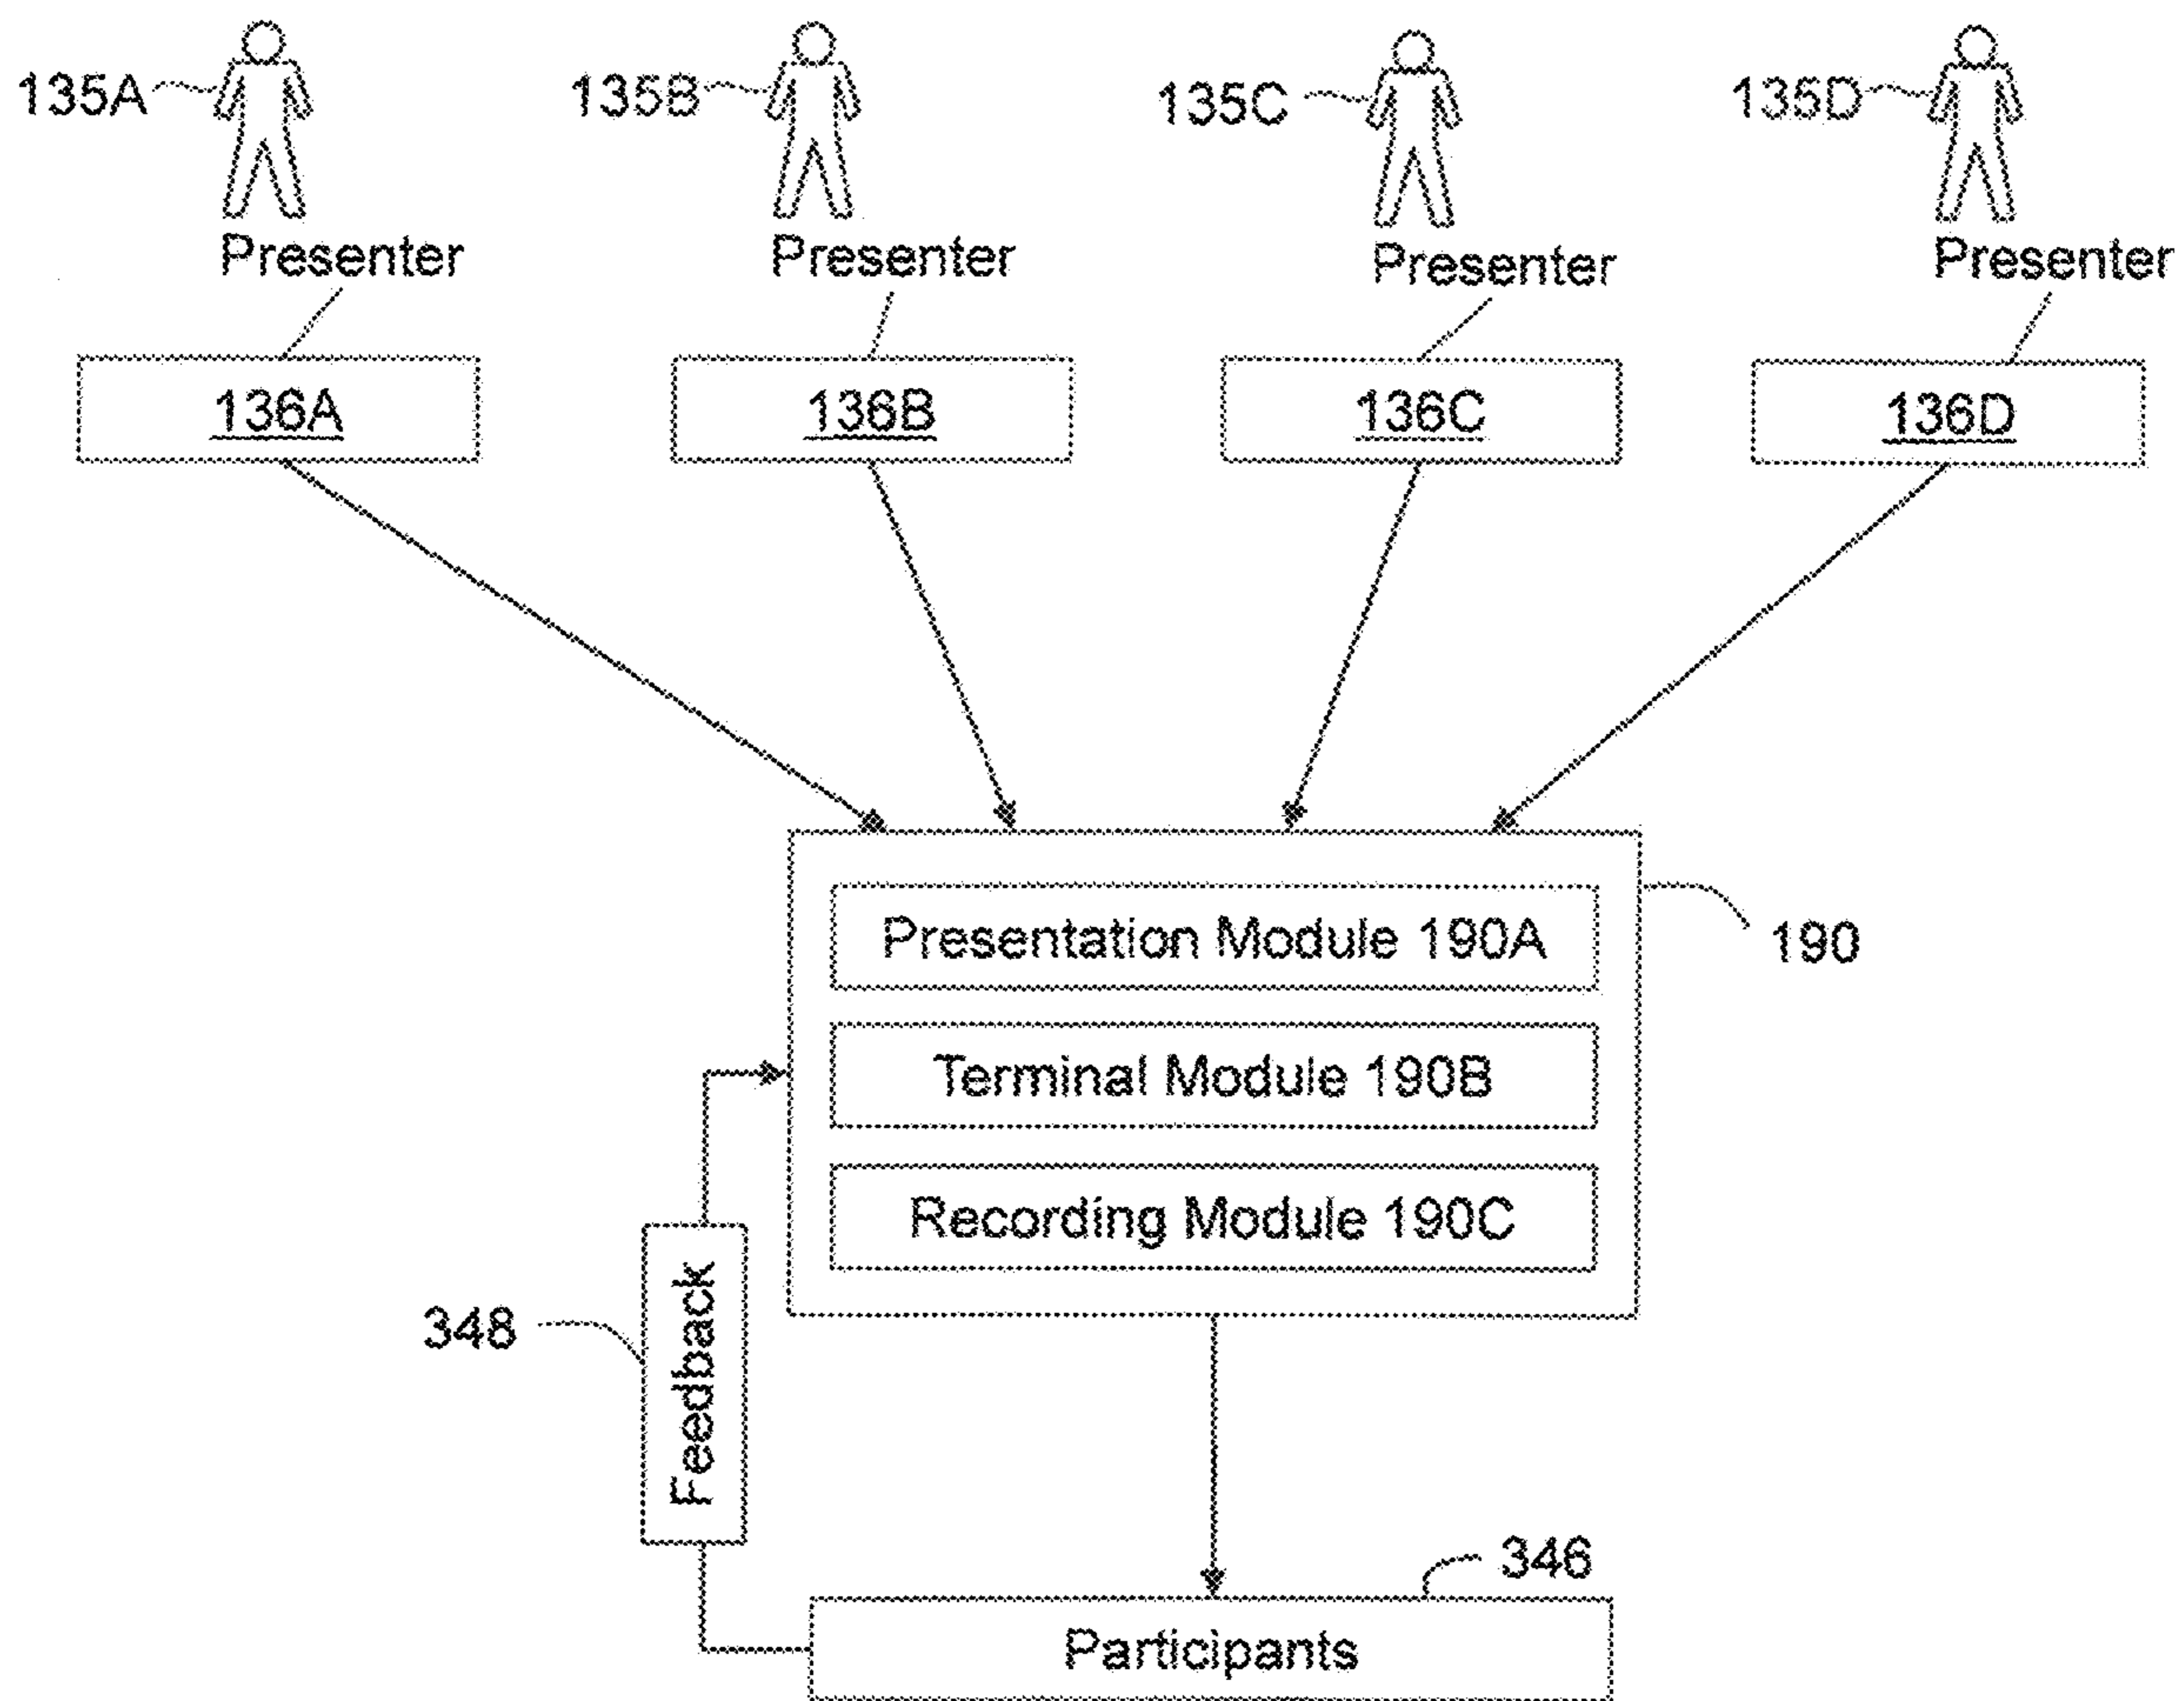 135A
135B
135C
135D
Presenter
Presenter
Presenter
Presenter
136A
136B
136C
136D
Presentation Module 190A
190
Terminal Module 190B
Recording Module 190C
Feedback
348
346
Participants